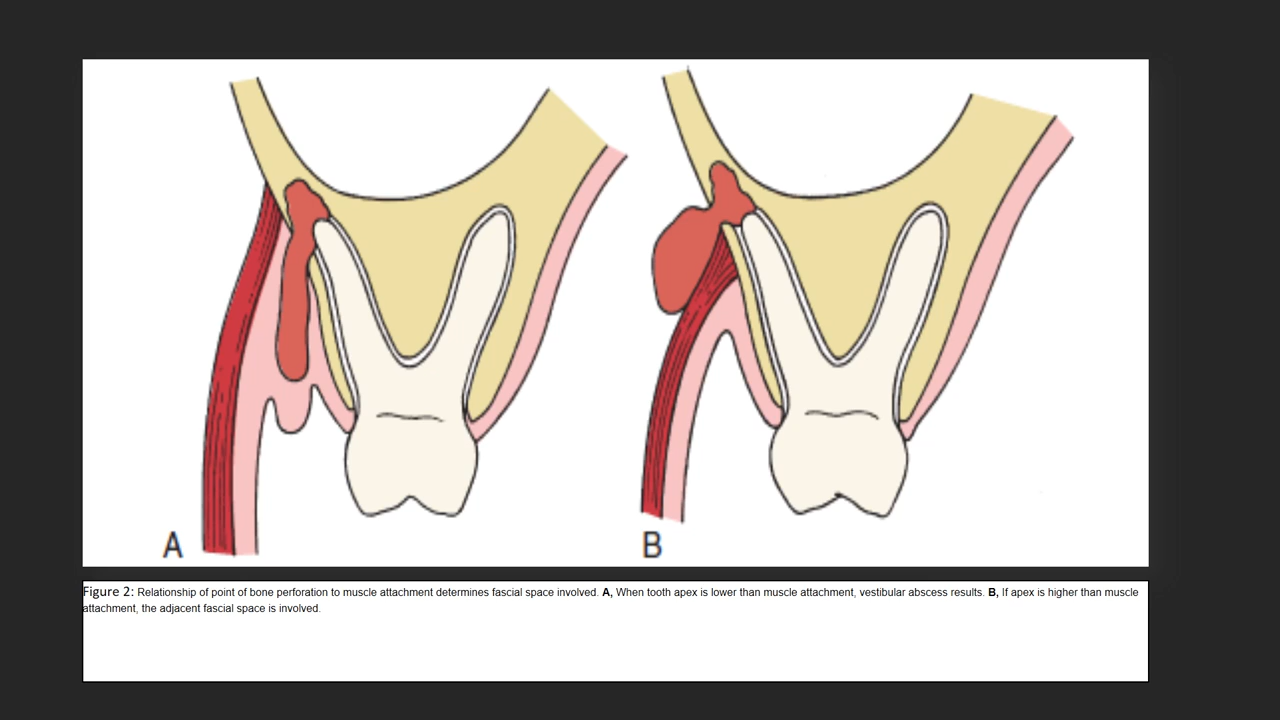 A
B
Figure 2: Relationship of point of bone perforation to muscle attachment determines fascial space involved. A, When tooth apex is lower than muscle attachment, vestibular abscess results. B, If apex is higher than muscle
attachment, the adjacent fascial space is involved.